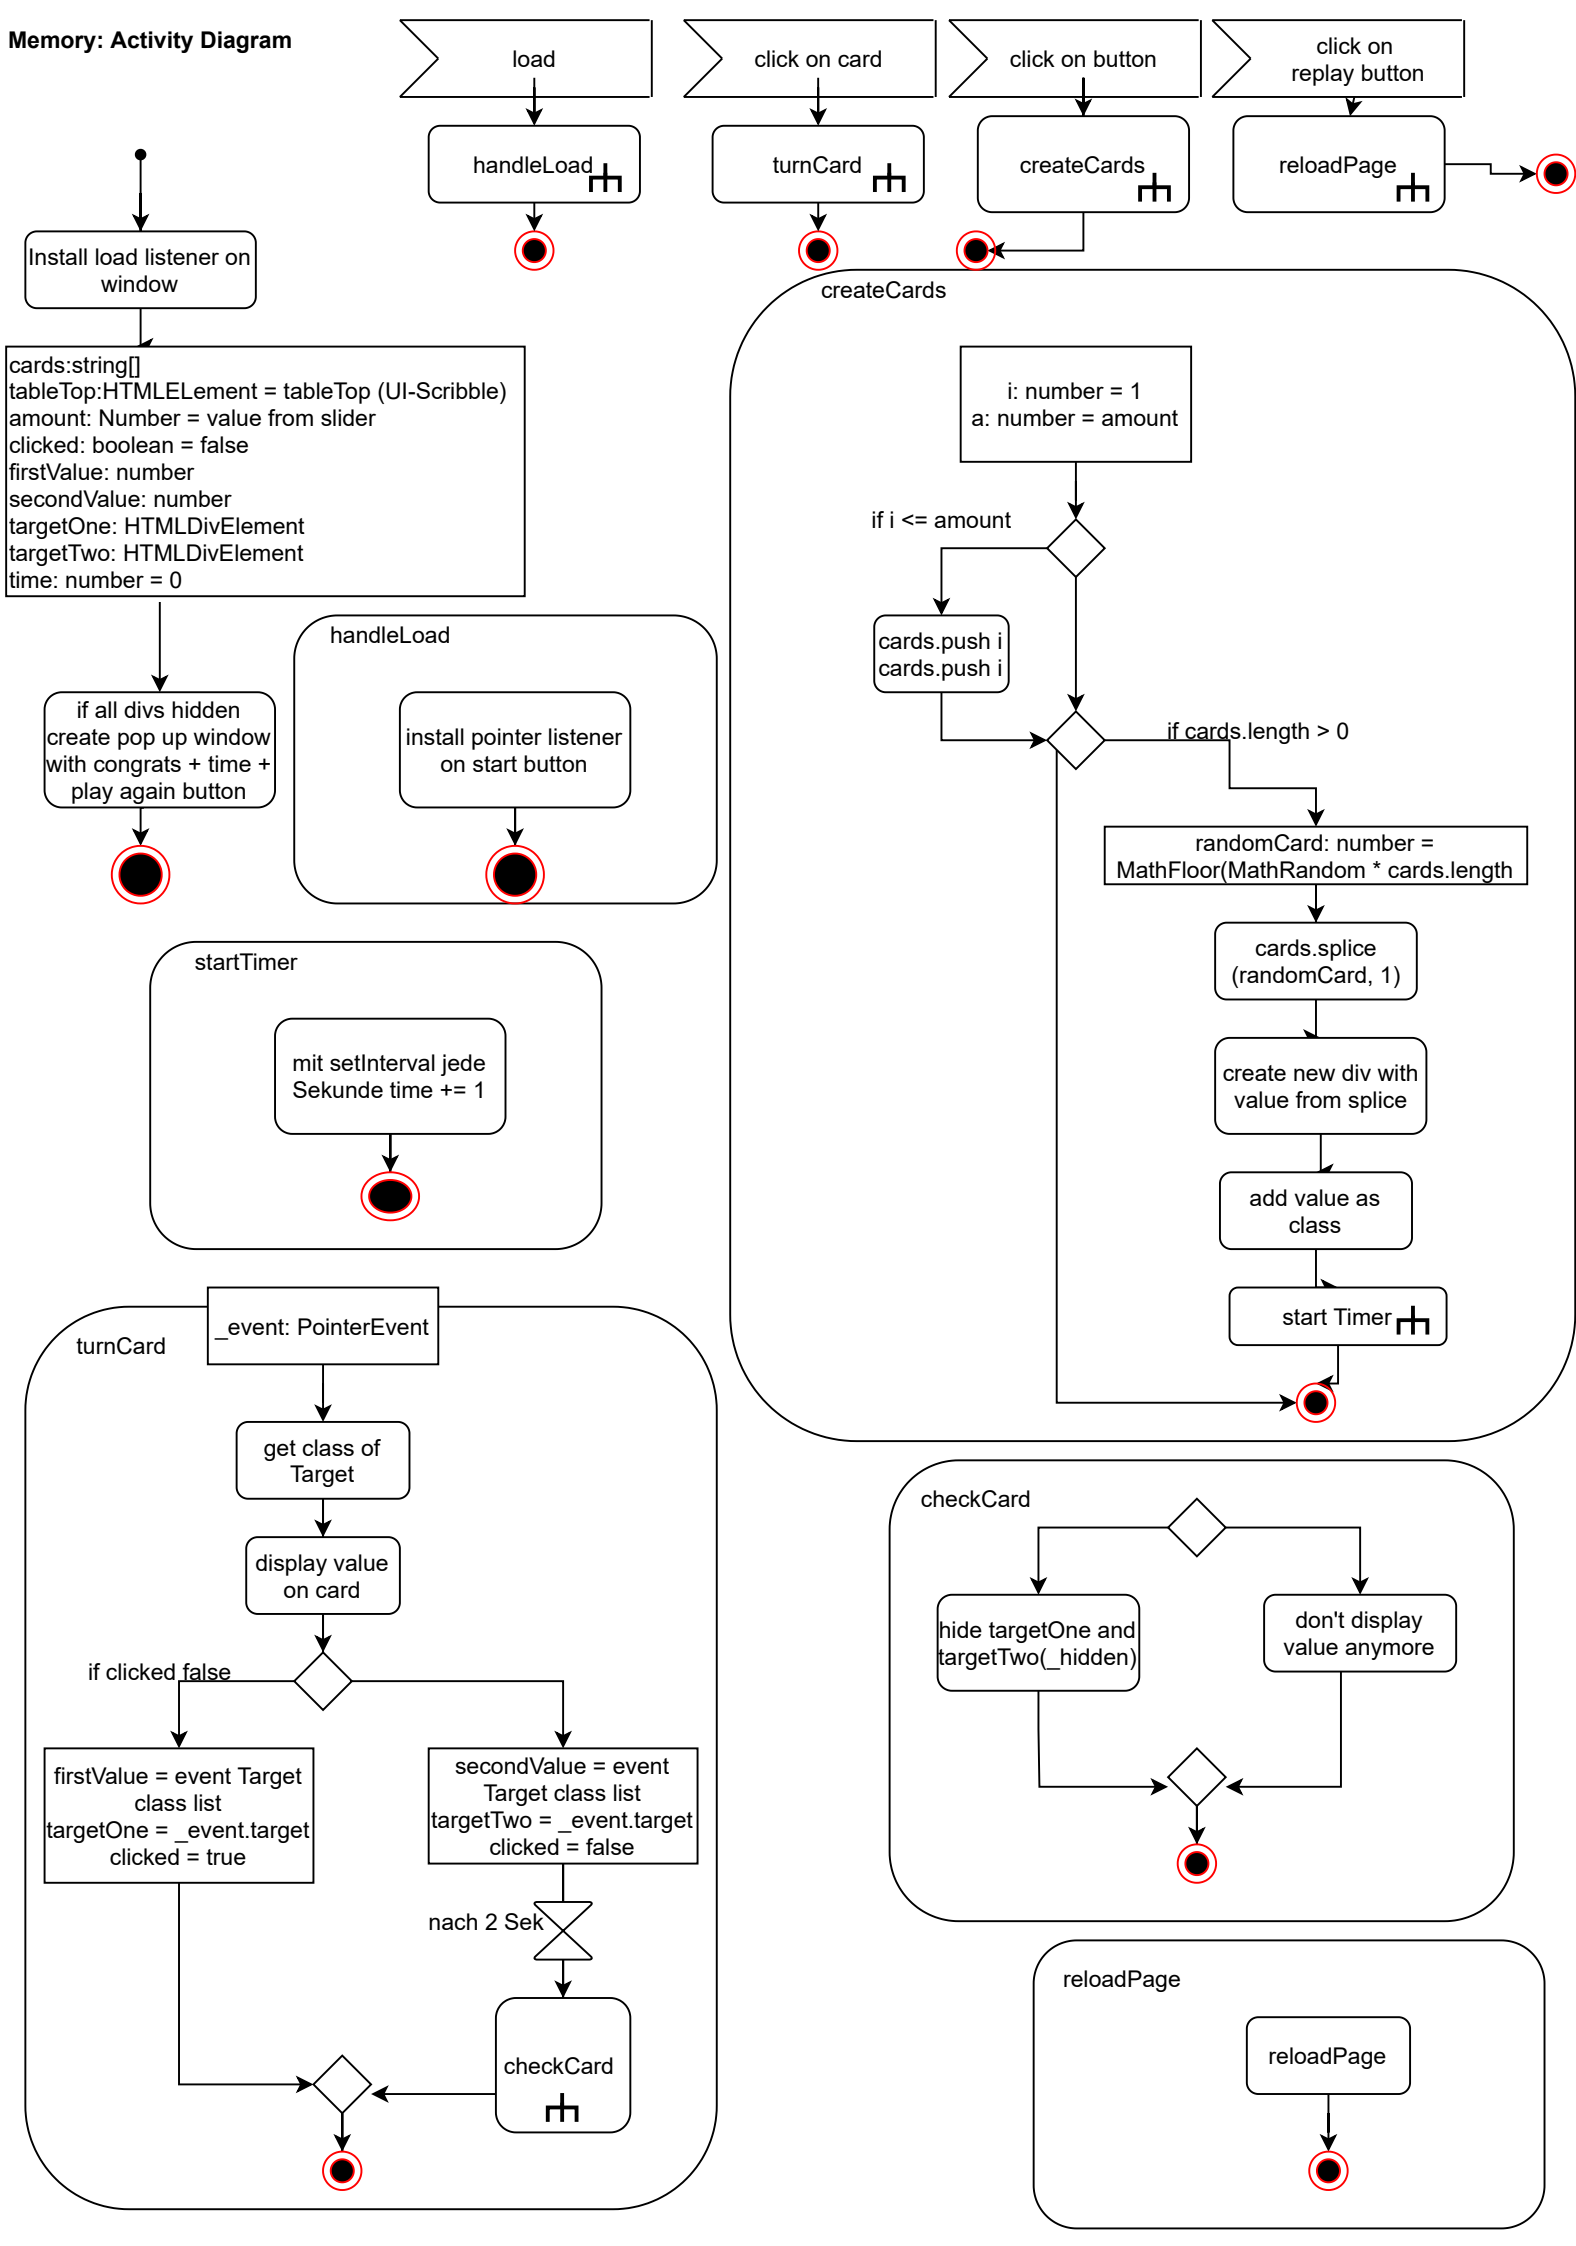 Memory: Activity Diagram
load
click on card
click on button
click on
replay button
handleLoad
turnCard
createCards
reloadPage
Install load listener on
window
cards:string[]
tableTop:HTMLELement = tableTop (UI-Scribble)
amount: Number = value from slider
clicked: boolean = false
firstValue: number
secondValue: number
targetOne: HTMLDivElement
targetTwo: HTMLDivElement
time: number = 0
if all divs hidden
create pop up window
with congrats + time +
play again button
handleLoad
install pointer listener
on start button
startTimer
mit setInterval jede
Sekunde time += 1
createCards
i: number = 1
a: number = amount
if i <= amount
cards.push i
cards.push i
if cards.length > 0
randomCard: number =
MathFloor(MathRandom * cards.length
cards.splice
(randomCard, 1)
create new div with
value from splice
add value as
class
start Timer
turnCard
_event: PointerEvent
get class of
Target
display value
on card
if clicked false
firstValue = event Target
class list
targetOne = _event.target
clicked = true
secondValue = event
Target class list
targetTwo = _event.target
clicked = false
nach 2 Sek
checkCard
checkCard
hide targetOne and
targetTwo(_hidden)
don't display
value anymore
reloadPage
reloadPage